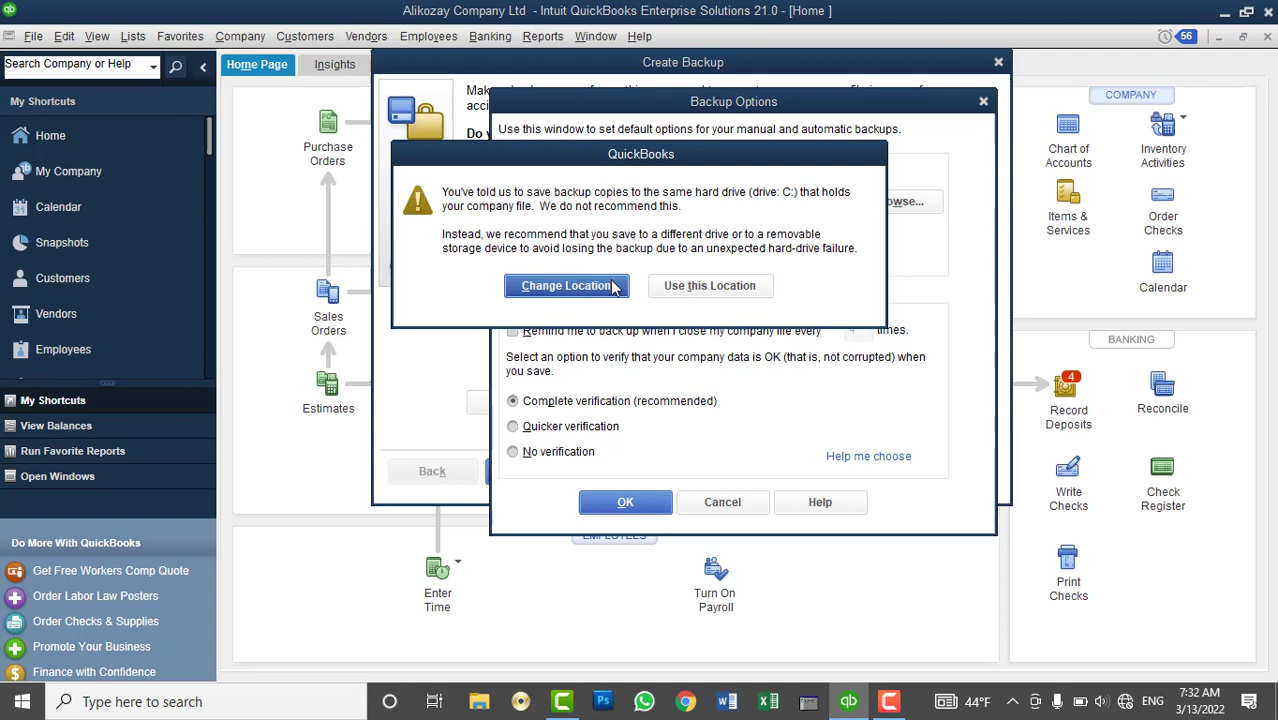 Alikozay Company Ltd - Intuit QuickBooks Enterprise Solutions 21.0 - [Home ]
File Edit View Lists Favorites Company Customers Vendors Employees Banking Reports Window Help
56
Search Company or Help
Home Page
Insights
My Shortcuts
Home
My Company
Calendar
Snapshots
Customers
Vendors
Employees
My Shortcuts
View Balances
Run Favorite Reports
Open Windows
Do More With QuickBooks
Get Free Workers Comp Quote
Order Labor Law Posters
Order Checks & Supplies
Promote Your Business
Finance with Confidence
Purchase
Orders
Sales
Orders
Estimates
Create Backup
Do
Back
Backup Options
Use this window to set default options for your manual and automatic backups.
QuickBooks
You've told us to save backup copies to the same hard drive (drive: C:) that holds
your company file. We do not recommend this.
Instead, we recommend that you save to a different drive or to a removable
storage device to avoid losing the backup due to an unexpected hard-drive failure.
Change Location
Use this Location
Remind me to back up when I close my company file every
times.
Select an option to verify that your company data is OK (that is, not corrupted) when
you save.
Complete verification (recommended)
Quicker verification
No verification
Help me choose
OK
Cancel
Help
EMPLOYEES
Enter
Time
Turn On
Payroll
COMPANY
Chart of
Accounts
Inventory
Activities
Items &
Services
Order
Checks
Calendar
BANKING
4
Record
Deposits
Reconcile
Write
Checks
Check
Register
Print
Checks
Type here to search
44°F
ENG
7:32 AM
3/13/2022